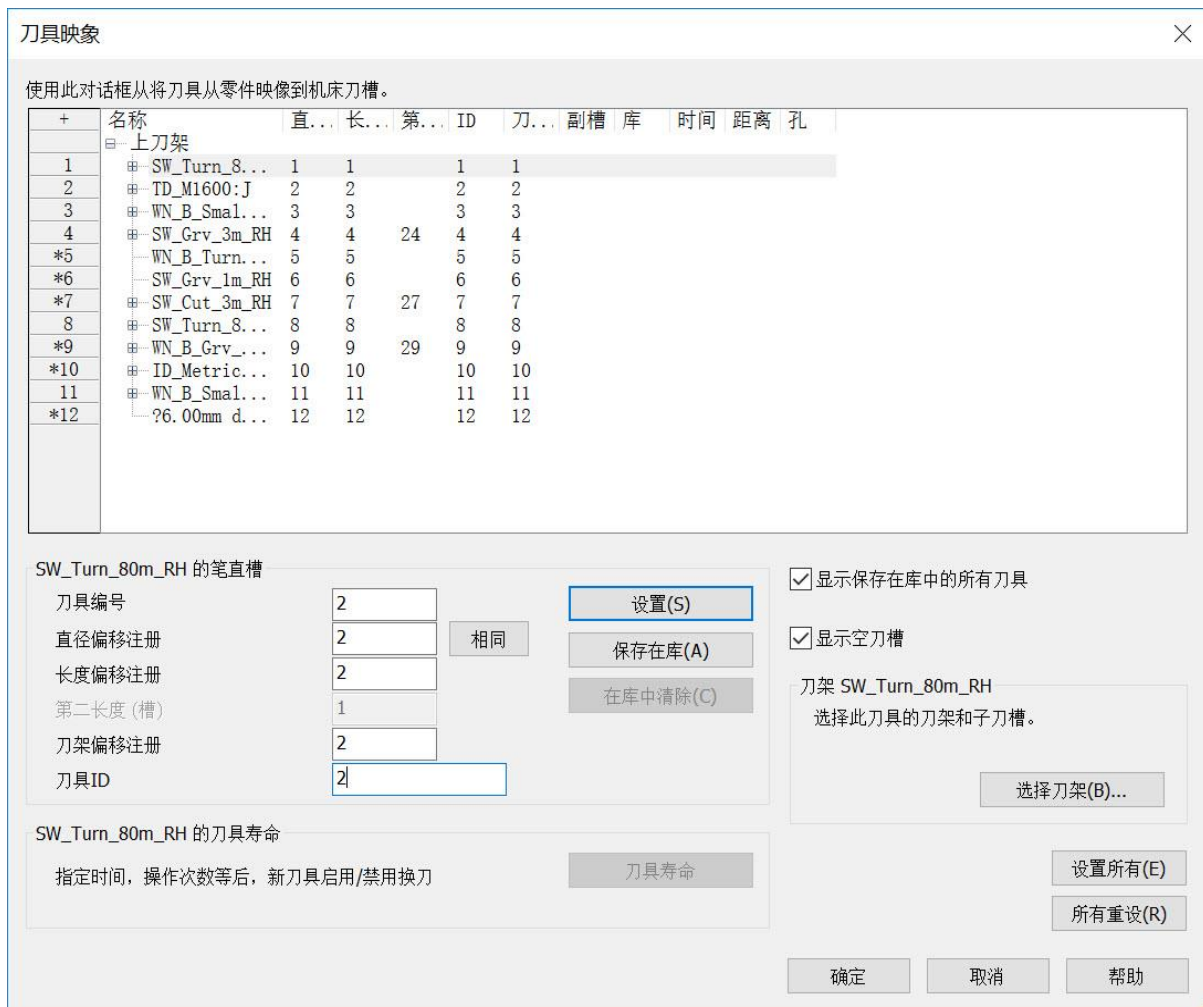 刀具映象
使用此对话框从将刀具从零件映像到机床刀槽。
+ 名称 直... 长... 第... ID 刀... 副槽 库 时间 距离 孔
上刀架
1 SW_Turn_8... 1 1 1 1
2 TD_M1600:J 2 2 2 2
3 WN_B_Smal... 3 3 3 3
4 SW_Grv_3m_RH 4 4 24 4 4
*5 WN_B_Turn... 5 5 5 5
*6 SW_Grv_1m_RH 6 6 6 6
*7 SW_Cut_3m_RH 7 7 27 7 7
8 SW_Turn_8... 8 8 8 8
*9 WN_B_Grv_... 9 9 29 9 9
*10 ID_Metric... 10 10 10 10
11 WN_B_Smal... 11 11 11 11
*12 ?6.00mm d... 12 12 12 12
SW_Turn_80m_RH 的笔直槽
刀具编号 2
直径偏移注册 2 相同
长度偏移注册 2
第二长度 (槽) 1
刀架偏移注册 2
刀具ID 2
设置(S)
保存在库(A)
在库中清除(C)
显示保存在库中的所有刀具
显示空刀槽
刀架 SW_Turn_80m_RH
选择此刀具的刀架和子刀槽。
选择刀架(B)...
SW_Turn_80m_RH 的刀具寿命
指定时间，操作次数等后，新刀具启用/禁用换刀
刀具寿命
设置所有(E)
所有重设(R)
确定 取消 帮助